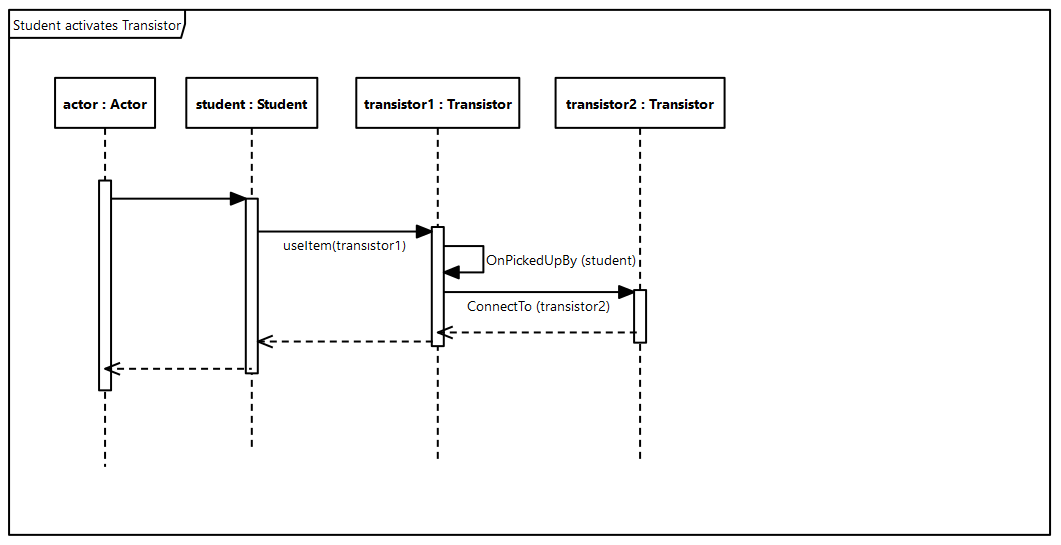 Student activates Transistor
actor : Actor
student : Student
transistor1 : Transistor
transistor2 : Transistor
useItem(transistor1)
OnPickedUpBy (student)
ConnectTo (transistor2)